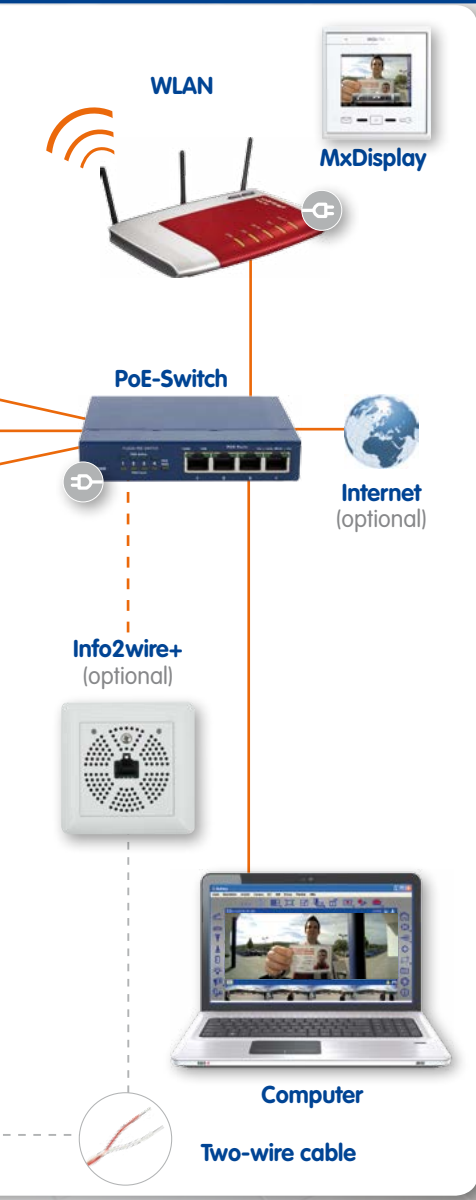 WLAN
MxDisplay
PoE-Switch
Internet
(optional)
Info2wire+
(optional)
Computer
Two-wire cable